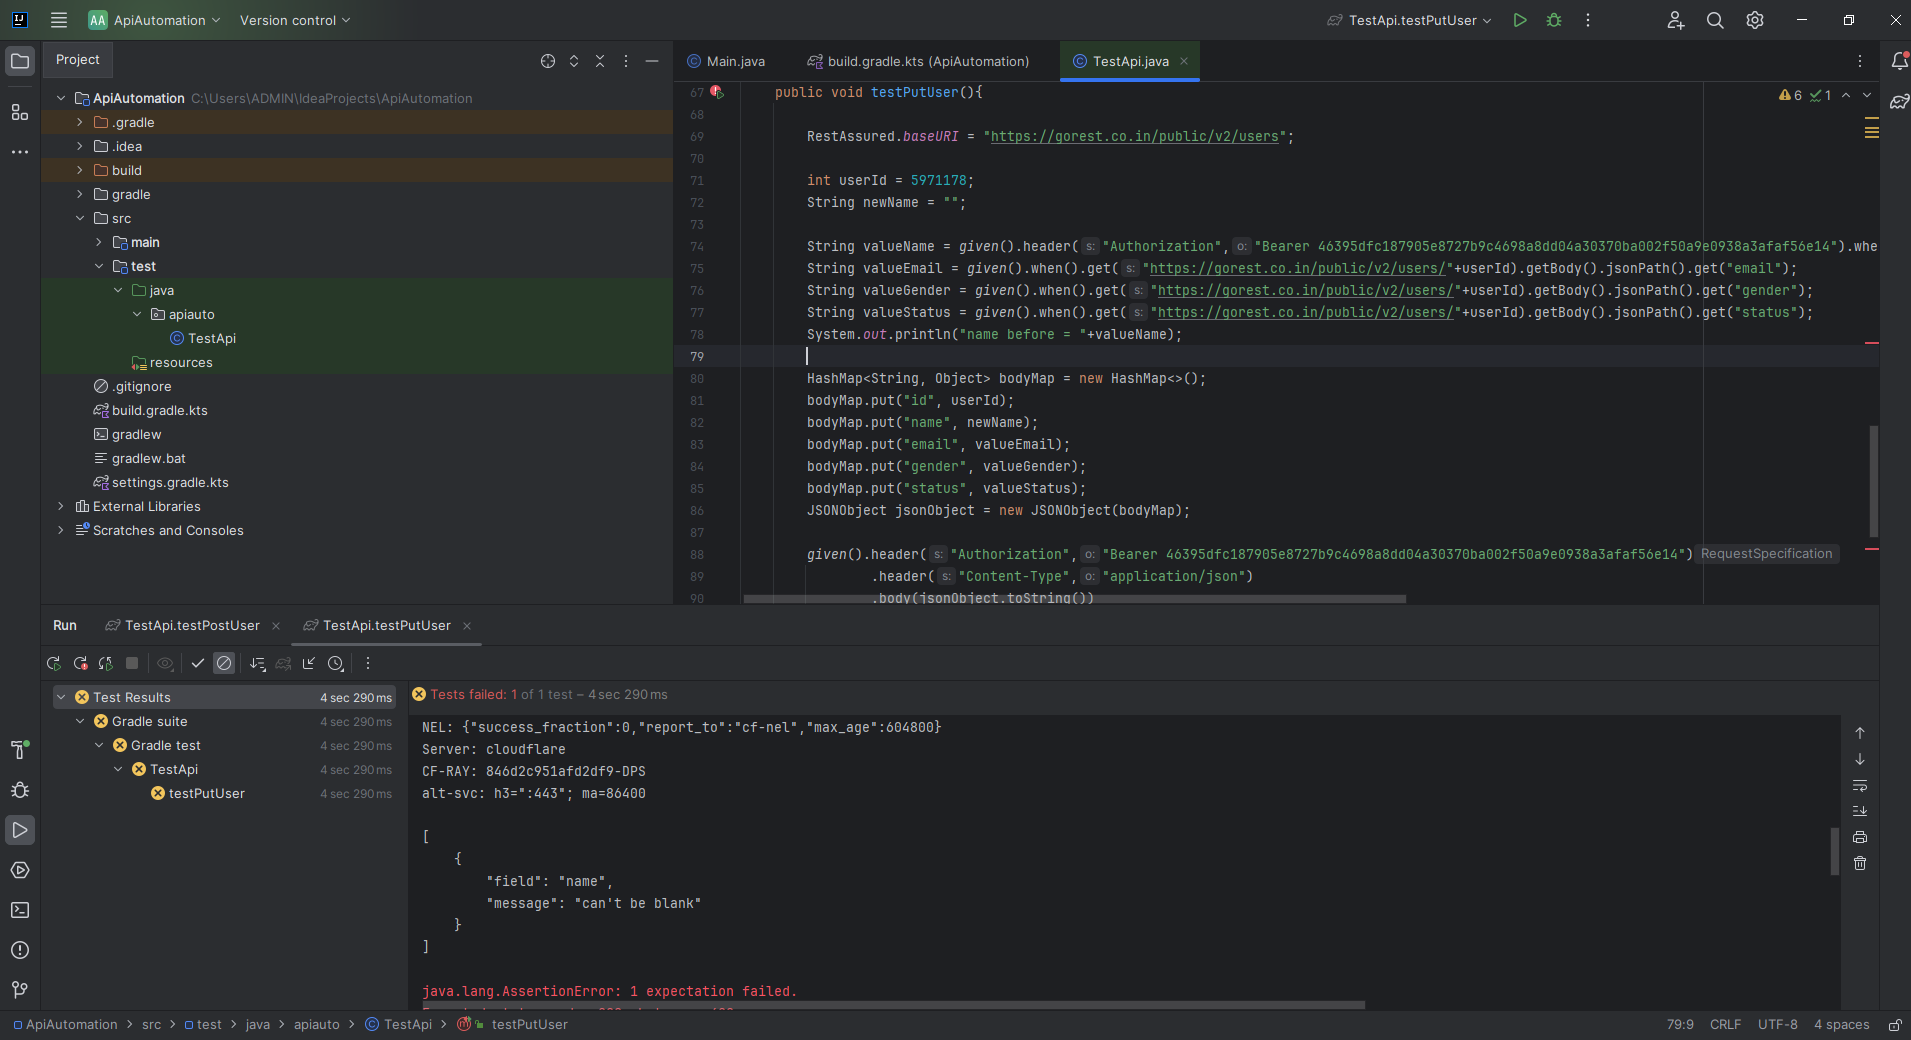 AA ApiAutomation Version control TestApi.testPutUser
Project
Main.java build.gradle.kts (ApiAutomation) TestApi.java
ApiAutomation C:\Users\ADMIN\IdeaProjects\ApiAutomation
.gradle
.idea
build
gradle
src
main
test
java
apiauto
TestApi
resources
.gitignore
build.gradle.kts
gradlew
gradlew.bat
settings.gradle.kts
External Libraries
Scratches and Consoles
6 1
67 public void testPutUser(){
68
69 RestAssured.baseURI = "https://gorest.co.in/public/v2/users";
70
71 int userId = 5971178;
72 String newName = "";
73
74 String valueName = given().header( s: "Authorization", o: "Bearer 46395dfc187905e8727b9c4698a8dd04a30370ba002f50a9e0938a3afaf56e14").whe
75 String valueEmail = given().when().get( s: "https://gorest.co.in/public/v2/users/"+userId).getBody().jsonPath().get("email");
76 String valueGender = given().when().get( s: "https://gorest.co.in/public/v2/users/"+userId).getBody().jsonPath().get("gender");
77 String valueStatus = given().when().get( s: "https://gorest.co.in/public/v2/users/"+userId).getBody().jsonPath().get("status");
78 System.out.println("name before = "+valueName);
79
80 HashMap<String, Object> bodyMap = new HashMap<>();
81 bodyMap.put("id", userId);
82 bodyMap.put("name", newName);
83 bodyMap.put("email", valueEmail);
84 bodyMap.put("gender", valueGender);
85 bodyMap.put("status", valueStatus);
86 JSONObject jsonObject = new JSONObject(bodyMap);
87
88 given().header( s: "Authorization", o: "Bearer 46395dfc187905e8727b9c4698a8dd04a30370ba002f50a9e0938a3afaf56e14") RequestSpecification
89 .header( s: "Content-Type", o: "application/json")
90 .body(jsonObject.toString())
Run TestApi.testPostUser TestApi.testPutUser
Test Results 4 sec 290 ms
Gradle suite 4 sec 290 ms
Gradle test 4 sec 290 ms
TestApi 4 sec 290 ms
testPutUser 4 sec 290 ms
Tests failed: 1 of 1 test – 4 sec 290 ms
NEL: {"success_fraction":0,"report_to":"cf-nel","max_age":604800}
Server: cloudflare
CF-RAY: 846d2c951afd2df9-DPS
alt-svc: h3=":443"; ma=86400
[
{
"field": "name",
"message": "can't be blank"
}
]
java.lang.AssertionError: 1 expectation failed.
ApiAutomation > src > test > java > apiauto > TestApi > testPutUser
79:9 CRLF UTF-8 4 spaces